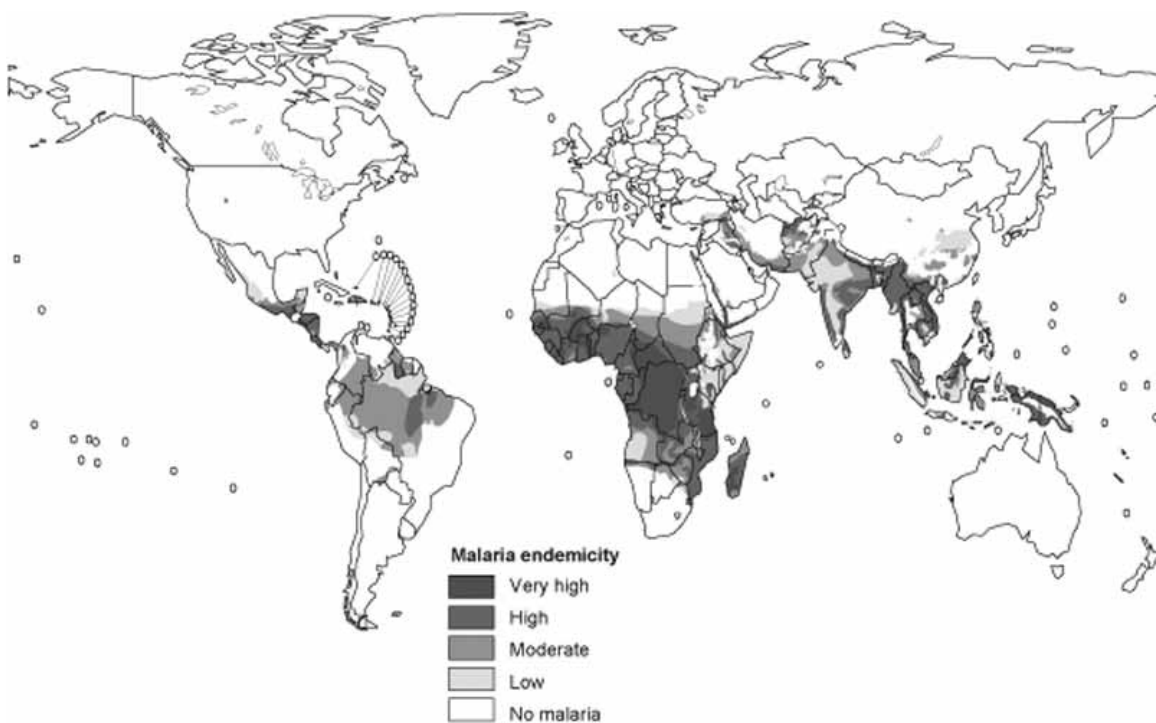 Malaria endemicity
Very high
High
Moderate
Low
No malaria